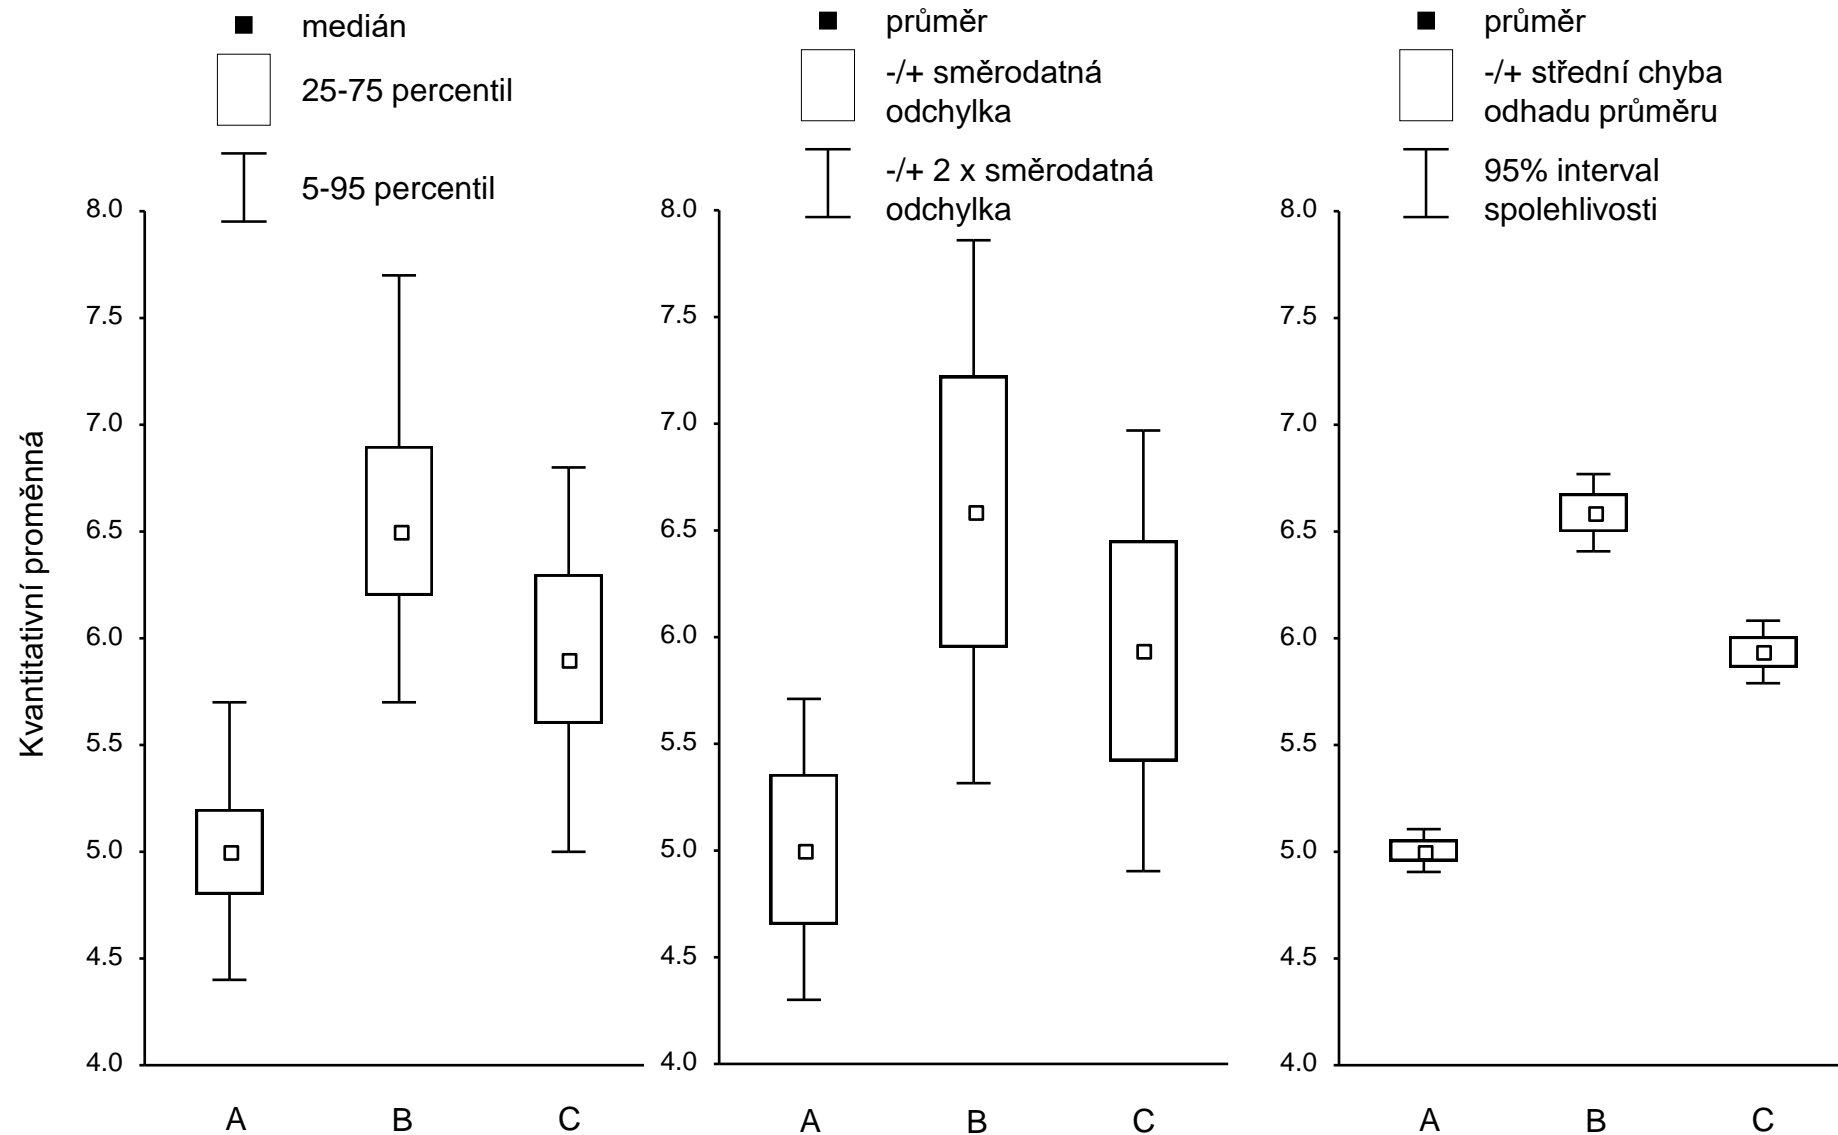 medián
25-75 percentil
5-95 percentil
průměr
-/+ směrodatná
odchylka
-/+ 2 x směrodatná
odchylka
průměr
-/+ střední chyba
odhadu průměru
95% interval
spolehlivosti
Kvantitativní proměnná
8.0
7.5
7.0
6.5
6.0
5.5
5.0
4.5
4.0
A B C
8.0
7.5
7.0
6.5
6.0
5.5
5.0
4.5
4.0
A B C
8.0
7.5
7.0
6.5
6.0
5.5
5.0
4.5
4.0
A B C